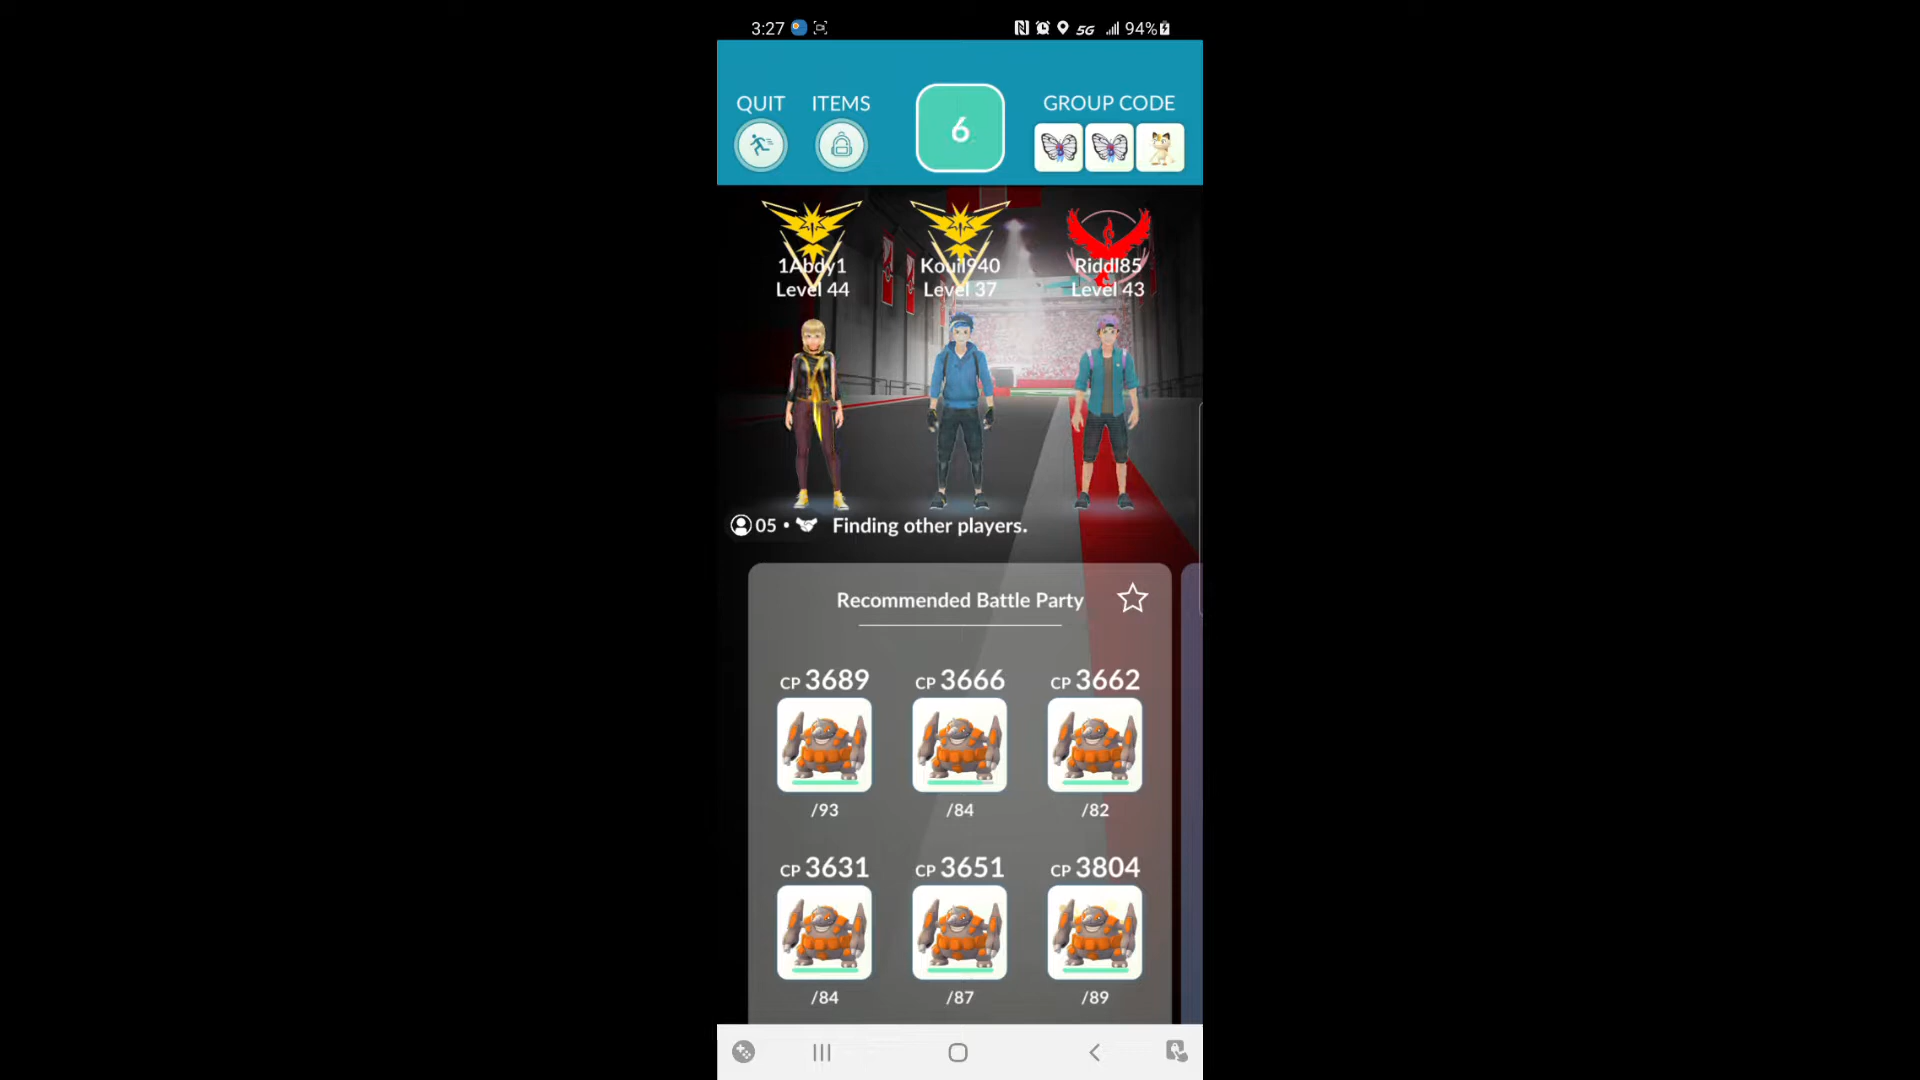 3:27 5G 94%
QUIT ITEMS 6 GROUP CODE
1Abdy1 Kouil940 Riddl85
Level 44 Level 37 Level 43
05 • Finding other players.
Recommended Battle Party
CP 3689 CP 3666 CP 3662
/93 /84 /82
CP 3631 CP 3651 CP 3804
/84 /87 /89